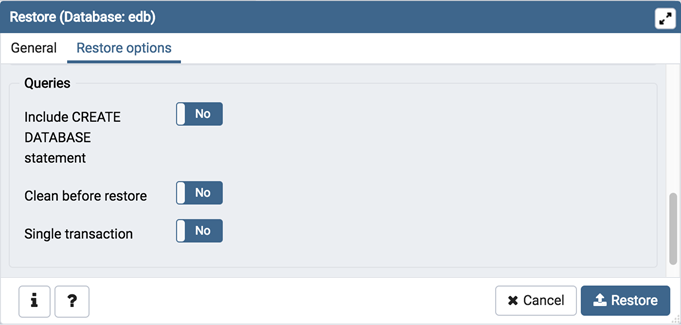 Restore (Database: edb)
General Restore options
Queries
Include CREATE No
DATABASE
statement
Clean before restore No
Single transaction No
i ? Cancel Restore